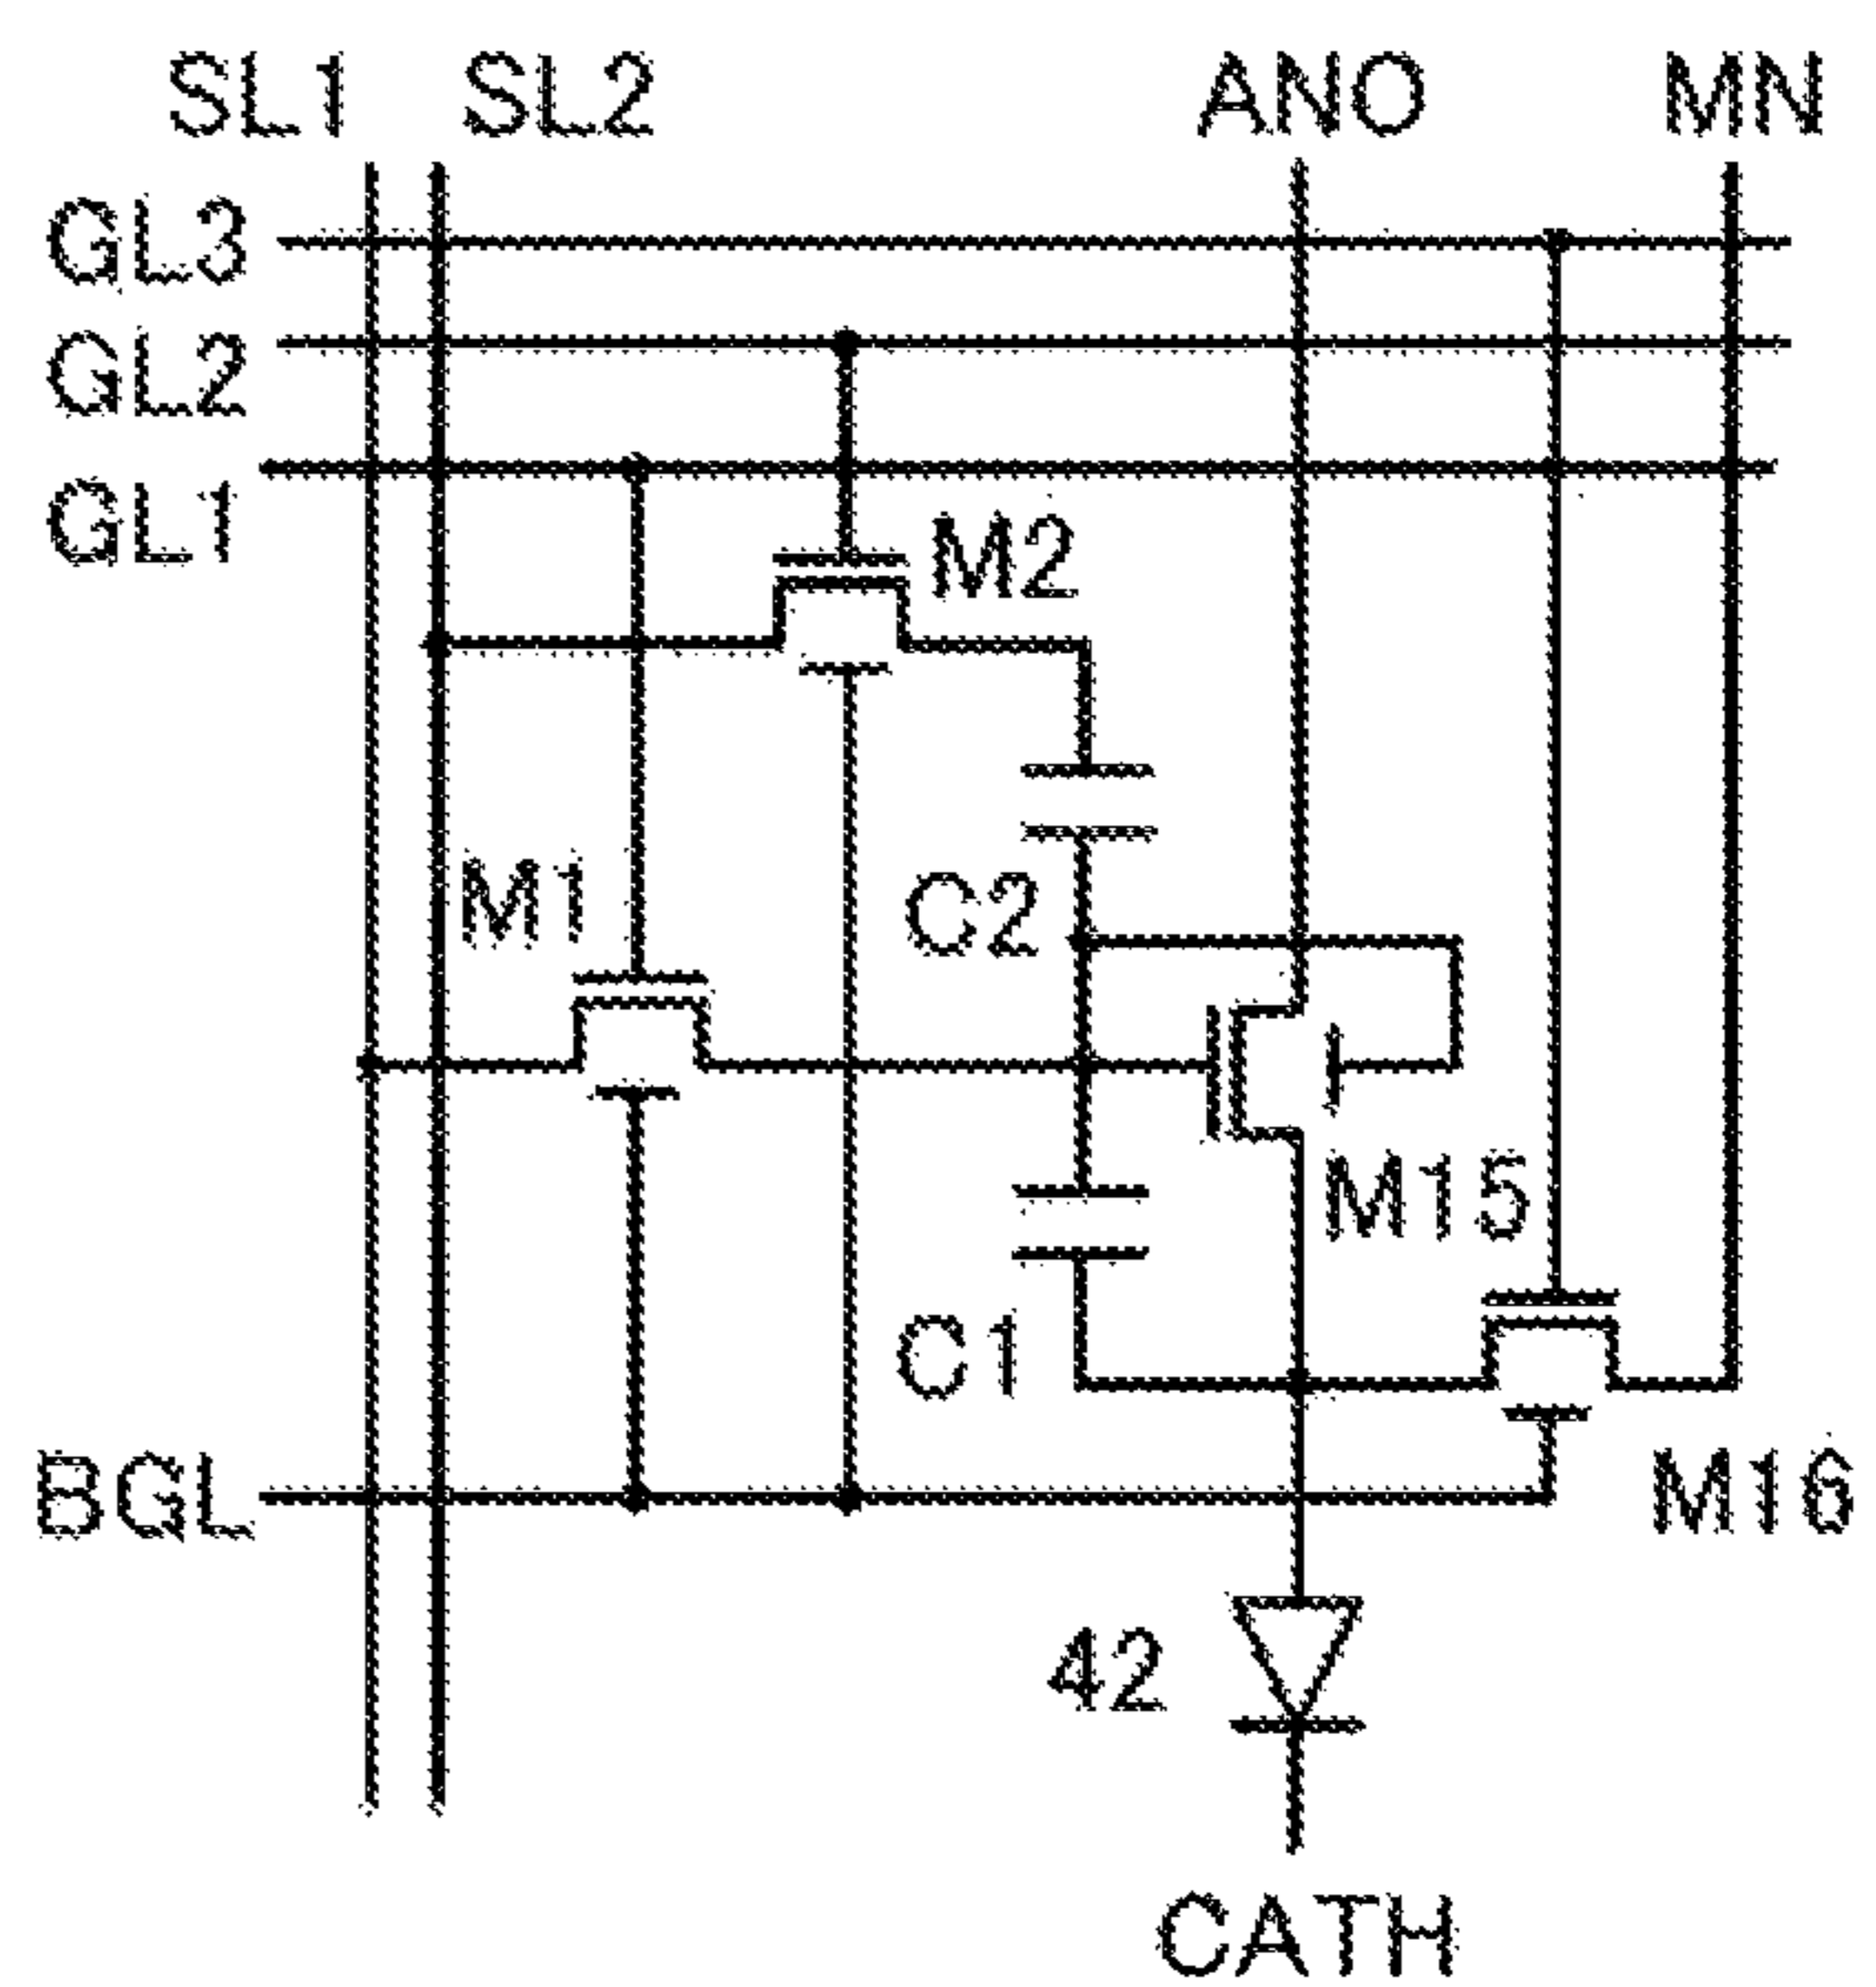 SL1 SL2 ANO MN
GL3
GL2
GL1
M2
M1
C2
M15
C1
BGL
M16
42
CATH